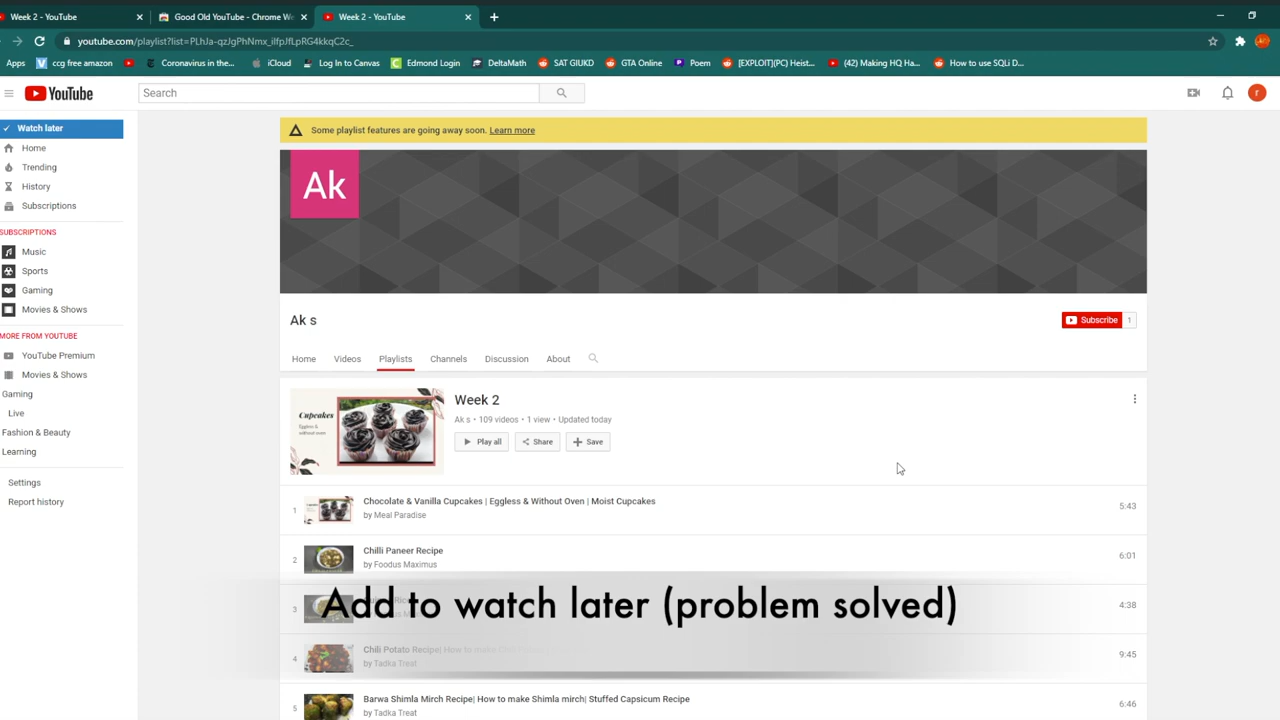 Week 2 - YouTube
Good Old YouTube - Chrome We
Week 2 - YouTube
youtube.com/playlist?list=PLhJa-qzJgPhNmx_ilfpJfLpRG4kkqC2c_
Apps
ccg free amazon
Coronavirus in the...
iCloud
Log In to Canvas
Edmond Login
DeltaMath
SAT GIUKD
GTA Online
Poem
[EXPLOIT](PC) Heist...
(42) Making HQ Ha...
How to use SQLi D...
YouTube
Search
r
Watch later
Home
Trending
History
Subscriptions
SUBSCRIPTIONS
Music
Sports
Gaming
Movies & Shows
MORE FROM YOUTUBE
YouTube Premium
Movies & Shows
Gaming
Live
Fashion & Beauty
Learning
Settings
Report history
Some playlist features are going away soon. Learn more
Ak
Ak s
Subscribe 1
Home Videos Playlists Channels Discussion About
Cupcakes
Eggless &
without oven
Week 2
Ak s • 109 videos • 1 view • Updated today
Play all Share Save
1
Chocolate & Vanilla Cupcakes | Eggless & Without Oven | Moist Cupcakes
by Meal Paradise
5:43
2
Chilli Paneer Recipe
by Foodus Maximus
6:01
Add to watch later (problem solved)
3
4:38
4
Chili Potato Recipe| How to make
by Tadka Treat
9:45
5
Barwa Shimla Mirch Recipe| How to make Shimla mirch| Stuffed Capsicum Recipe
by Tadka Treat
6:46